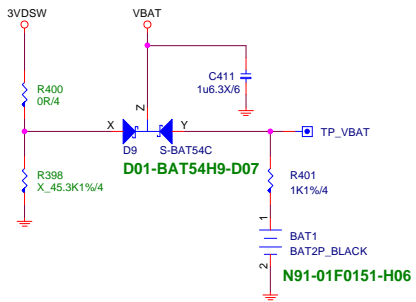 3VDSW
VBAT
R400
0R/4
C411
1u6.3X/6
X
Z
Y
TP_VBAT
D9
S-BAT54C
D01-BAT54H9-D07
R398
X_45.3K1%/4
R401
1K1%/4
1
BAT1
BAT2P_BLACK
2
N91-01F0151-H06